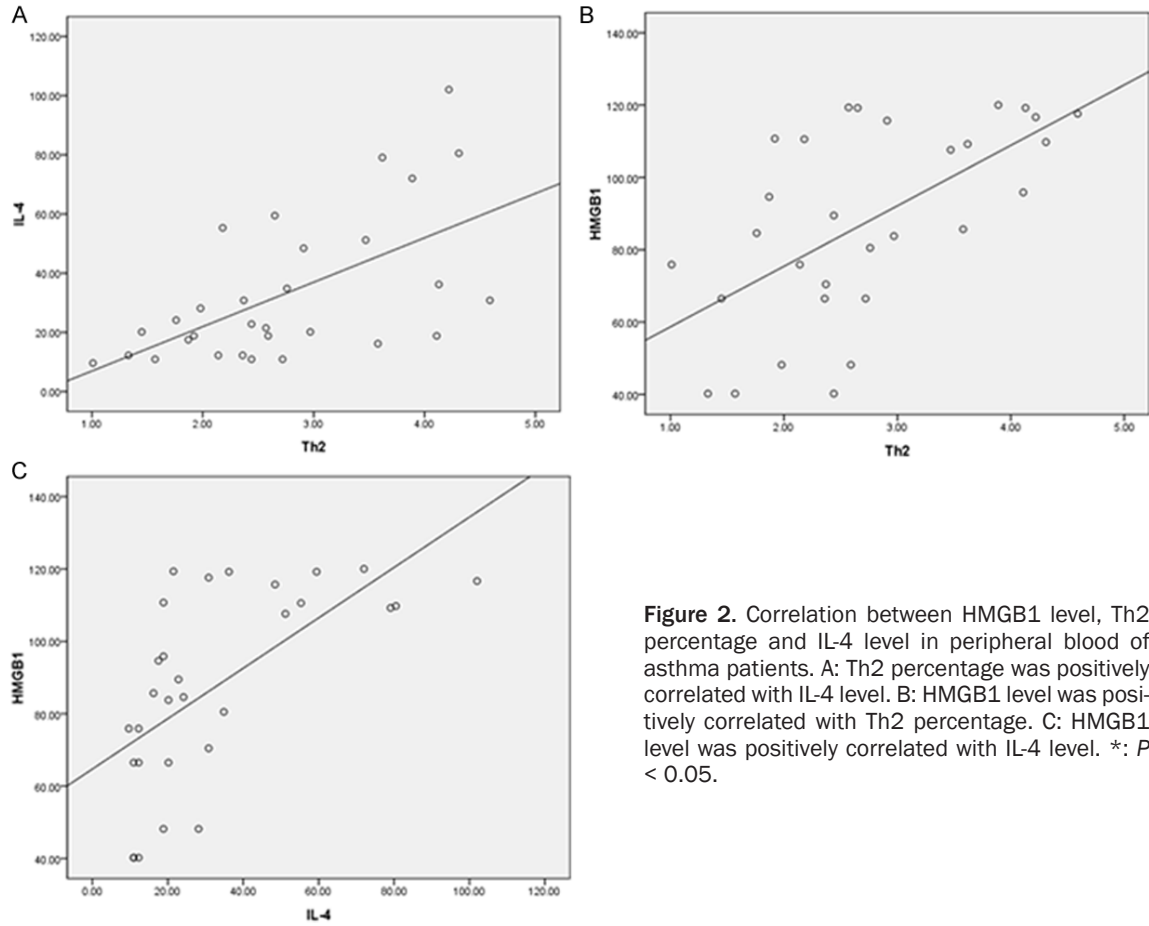 A
120.00
100.00
80.00
60.00
40.00
20.00
0.00
IL-4
1.00 2.00 3.00 4.00 5.00
Th2
B
140.00
120.00
100.00
80.00
60.00
40.00
HMGB1
1.00 2.00 3.00 4.00 5.00
Th2
C
140.00
120.00
100.00
80.00
60.00
40.00
HMGB1
0.00 20.00 40.00 60.00 80.00 100.00 120.00
IL-4
Figure 2. Correlation between HMGB1 level, Th2
percentage and IL-4 level in peripheral blood of
asthma patients. A: Th2 percentage was positively
correlated with IL-4 level. B: HMGB1 level was posi-
tively correlated with Th2 percentage. C: HMGB1
level was positively correlated with IL-4 level. *: P
< 0.05.